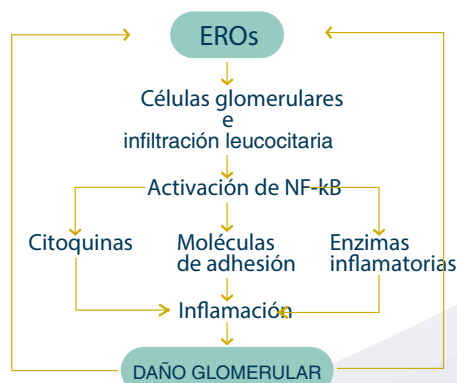 EROs
Células glomerulares
e
infiltración leucocitaria
Activación de NF-kB
Citoquinas
Moléculas
de adhesión
Enzimas
inflamatorias
Inflamación
DAÑO GLOMERULAR